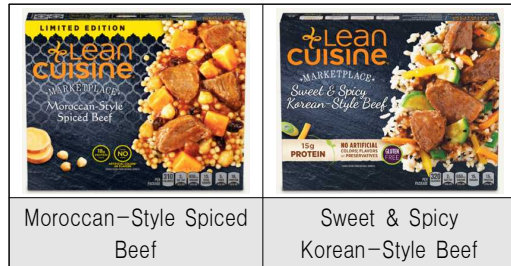 LIMITED EDITION
LEAN
CUISINE
MARKETPLACE
Moroccan-Style
Spiced Beef
NO
LEAN
CUISINE
MARKETPLACE
Sweet & Spicy
Korean-Style Beef
15g
PROTEIN
NO ARTIFICIAL
COLORS, FLAVORS
or PRESERVATIVES
GLUTEN
FREE
Moroccan-Style Spiced
Beef
Sweet & Spicy
Korean-Style Beef